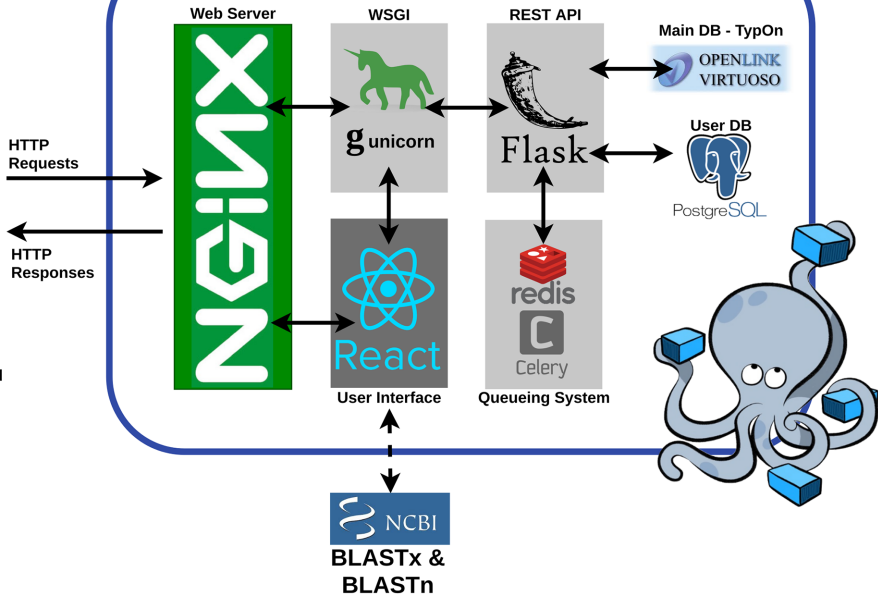 Web Server
WSGI
REST API
Main DB - TypOn
OPENLINK
VIRTUOSO
NGINX
g unicorn
Flask
User DB
PostgreSQL
HTTP
Requests
HTTP
Responses
React
redis
C
Celery
User Interface
Queueing System
NCBI
BLASTx &
BLASTn